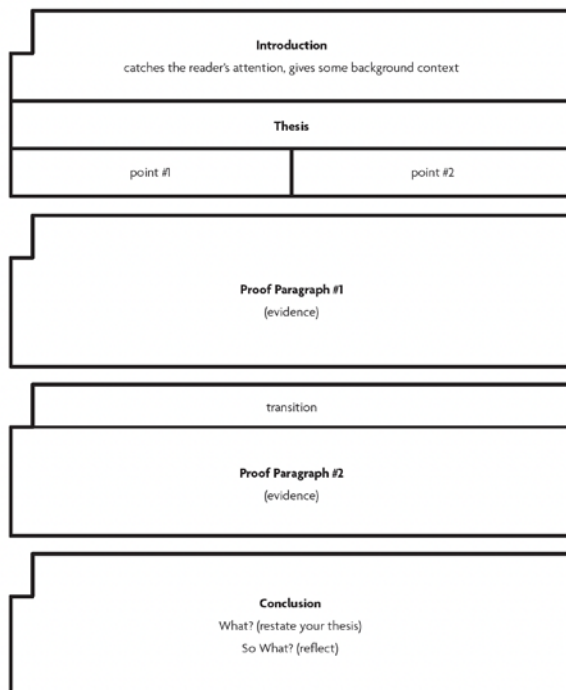 Introduction
catches the reader's attention, gives some background context
Thesis
point #1
point #2
Proof Paragraph #1
(evidence)
transition
Proof Paragraph #2
(evidence)
Conclusion
What? (restate your thesis)
So What? (reflect)